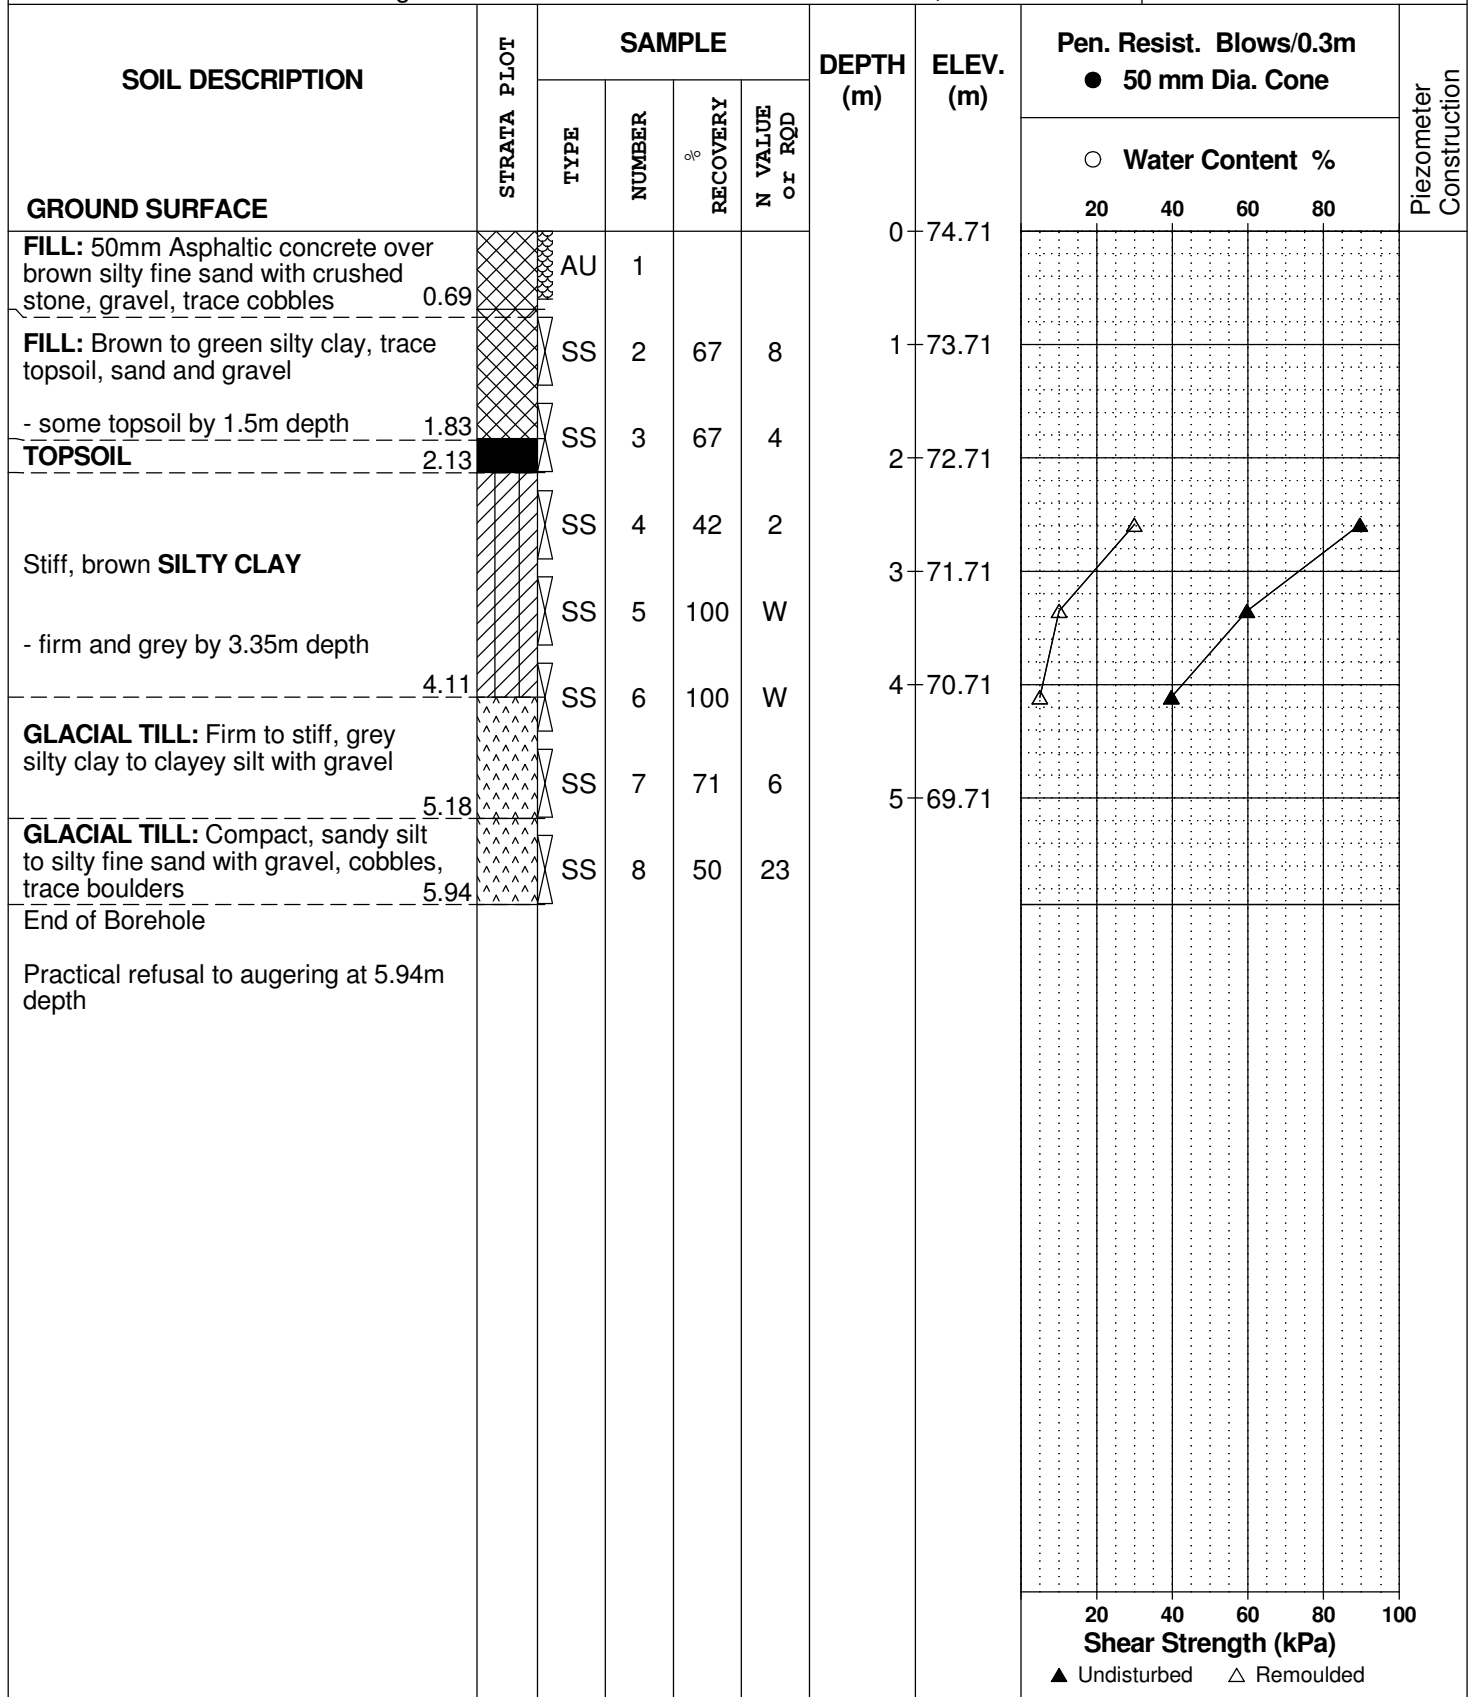 SOIL DESCRIPTION
GROUND SURFACE
STRATA PLOT
SAMPLE
TYPE
NUMBER
%
RECOVERY
N VALUE
or RQD
DEPTH
(m)
ELEV.
(m)
Pen. Resist. Blows/0.3m
● 50 mm Dia. Cone
○ Water Content %
20 40 60 80
Piezometer
Construction
FILL: 50mm Asphaltic concrete over
brown silty fine sand with crushed
stone, gravel, trace cobbles 0.69
FILL: Brown to green silty clay, trace
topsoil, sand and gravel
- some topsoil by 1.5m depth 1.83
TOPSOIL 2.13
Stiff, brown SILTY CLAY
- firm and grey by 3.35m depth
4.11
GLACIAL TILL: Firm to stiff, grey
silty clay to clayey silt with gravel
5.18
GLACIAL TILL: Compact, sandy silt
to silty fine sand with gravel, cobbles,
trace boulders 5.94
End of Borehole
Practical refusal to augering at 5.94m
depth
AU 1
SS 2 67 8
SS 3 67 4
SS 4 42 2
SS 5 100 W
SS 6 100 W
SS 7 71 6
SS 8 50 23
0 74.71
1 73.71
2 72.71
3 71.71
4 70.71
5 69.71
20 40 60 80 100
Shear Strength (kPa)
▲ Undisturbed △ Remoulded